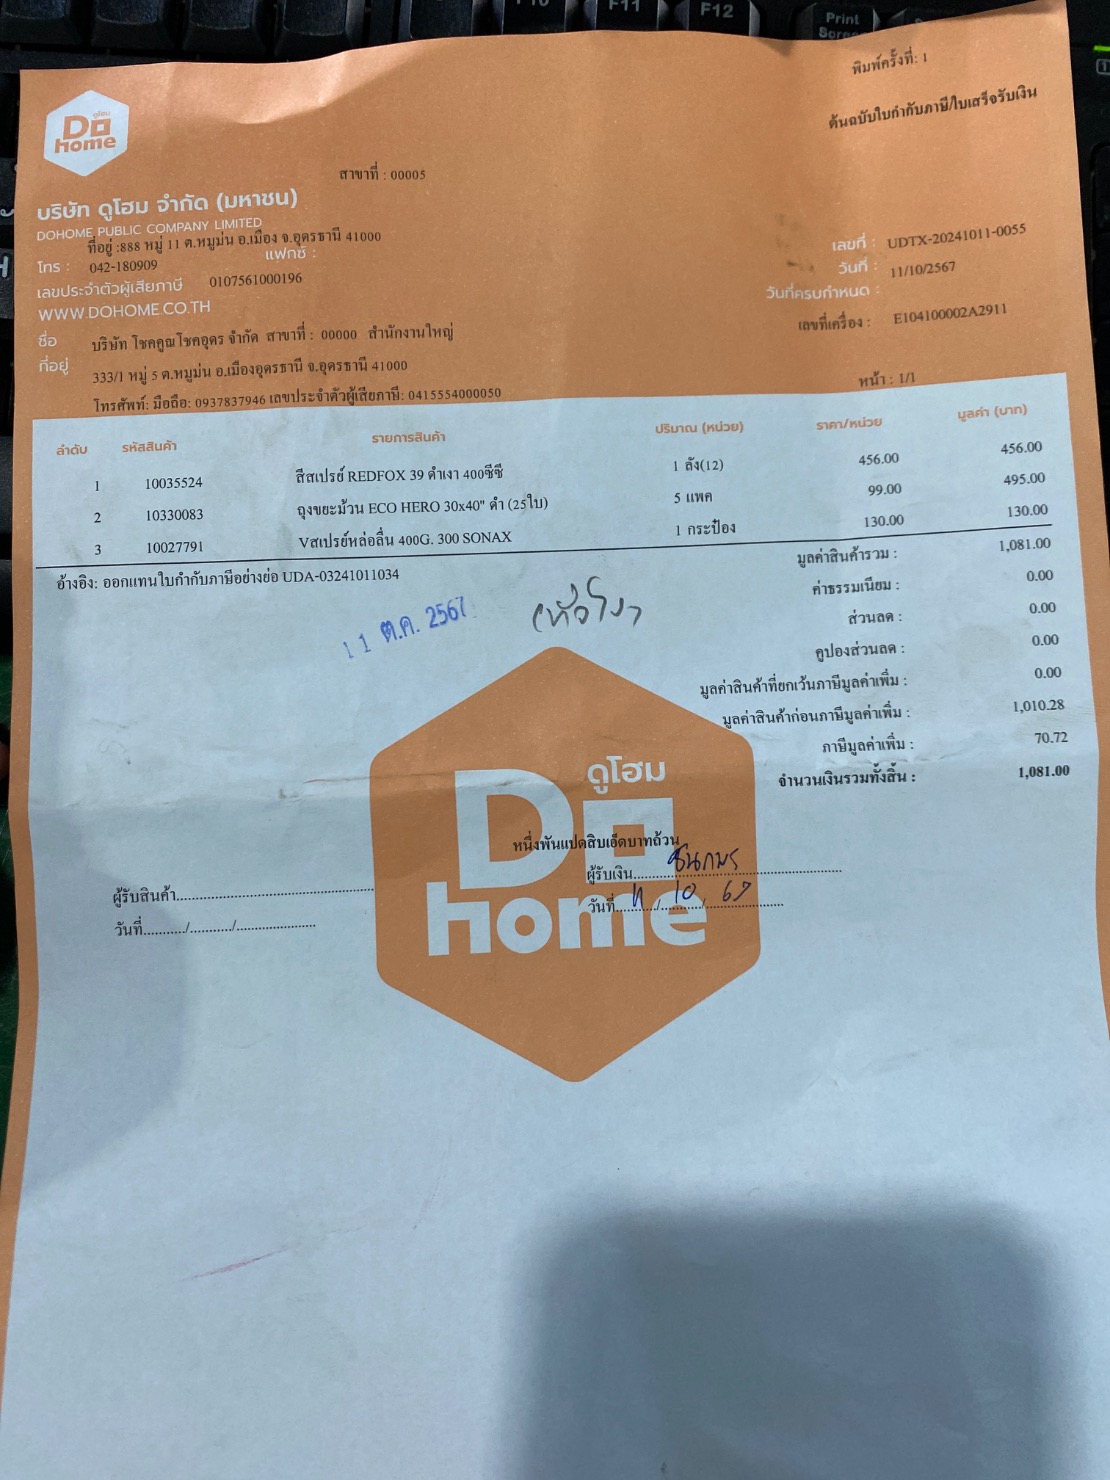 F10 F11 F12 Print Screen
พิมพ์ครั้งที่: 1
ต้นฉบับใบกำกับภาษี/ใบเสร็จรับเงิน
ดูโฮม
Do
Home
สาขาที่ : 00005
บริษัท ดูโฮม จำกัด (มหาชน)
DOHOME PUBLIC COMPANY LIMITED
ที่อยู่ :888 หมู่ 11 ต.หมูม่น อ.เมือง จ.อุดรธานี 41000
โทร : 042-180909 แฟกซ์ :
เลขประจำตัวผู้เสียภาษี 0107561000196
WWW.DOHOME.CO.TH
เลขที่ : UDTX-20241011-0055
วันที่ : 11/10/2567
วันที่ครบกำหนด :
เลขที่เครื่อง : E104100002A2911
ชื่อ บริษัท โชคคูณโชคอุดร จำกัด สาขาที่ : 00000 สำนักงานใหญ่
ที่อยู่ 333/1 หมู่ 5 ต.หมูม่น อ.เมืองอุดรธานี จ.อุดรธานี 41000
โทรศัพท์: มือถือ: 0937837946 เลขประจำตัวผู้เสียภาษี: 0415554000050
หน้า : 1/1
ลำดับ รหัสสินค้า รายการสินค้า ปริมาณ (หน่วย) ราคา/หน่วย มูลค่า (บาท)
1 10035524 สีสเปรย์ REDFOX 39 ดำเงา 400ซีซี 1 ลัง(12) 456.00 456.00
2 10330083 ถุงขยะม้วน ECO HERO 30x40" ดำ (25ใบ) 5 แพค 99.00 495.00
3 10027791 Vสเปรย์หล่อลื่น 400G. 300 SONAX 1 กระป๋อง 130.00 130.00
อ้างอิง: ออกแทนใบกำกับภาษีอย่างย่อ UDA-03241011034
มูลค่าสินค้ารวม : 1,081.00
ค่าธรรมเนียม : 0.00
ส่วนลด : 0.00
คูปองส่วนลด : 0.00
มูลค่าสินค้าที่ยกเว้นภาษีมูลค่าเพิ่ม : 0.00
มูลค่าสินค้าก่อนภาษีมูลค่าเพิ่ม : 1,010.28
ภาษีมูลค่าเพิ่ม : 70.72
จำนวนเงินรวมทั้งสิ้น : 1,081.00
11 ต.ค. 2567
ดูโฮม
Do
home
หนึ่งพันแปดสิบเอ็ดบาทถ้วน
ผู้รับสินค้า
วันที่......../......../........
ผู้รับเงิน ธนภพร
วันที่ 11 / 10 / 67